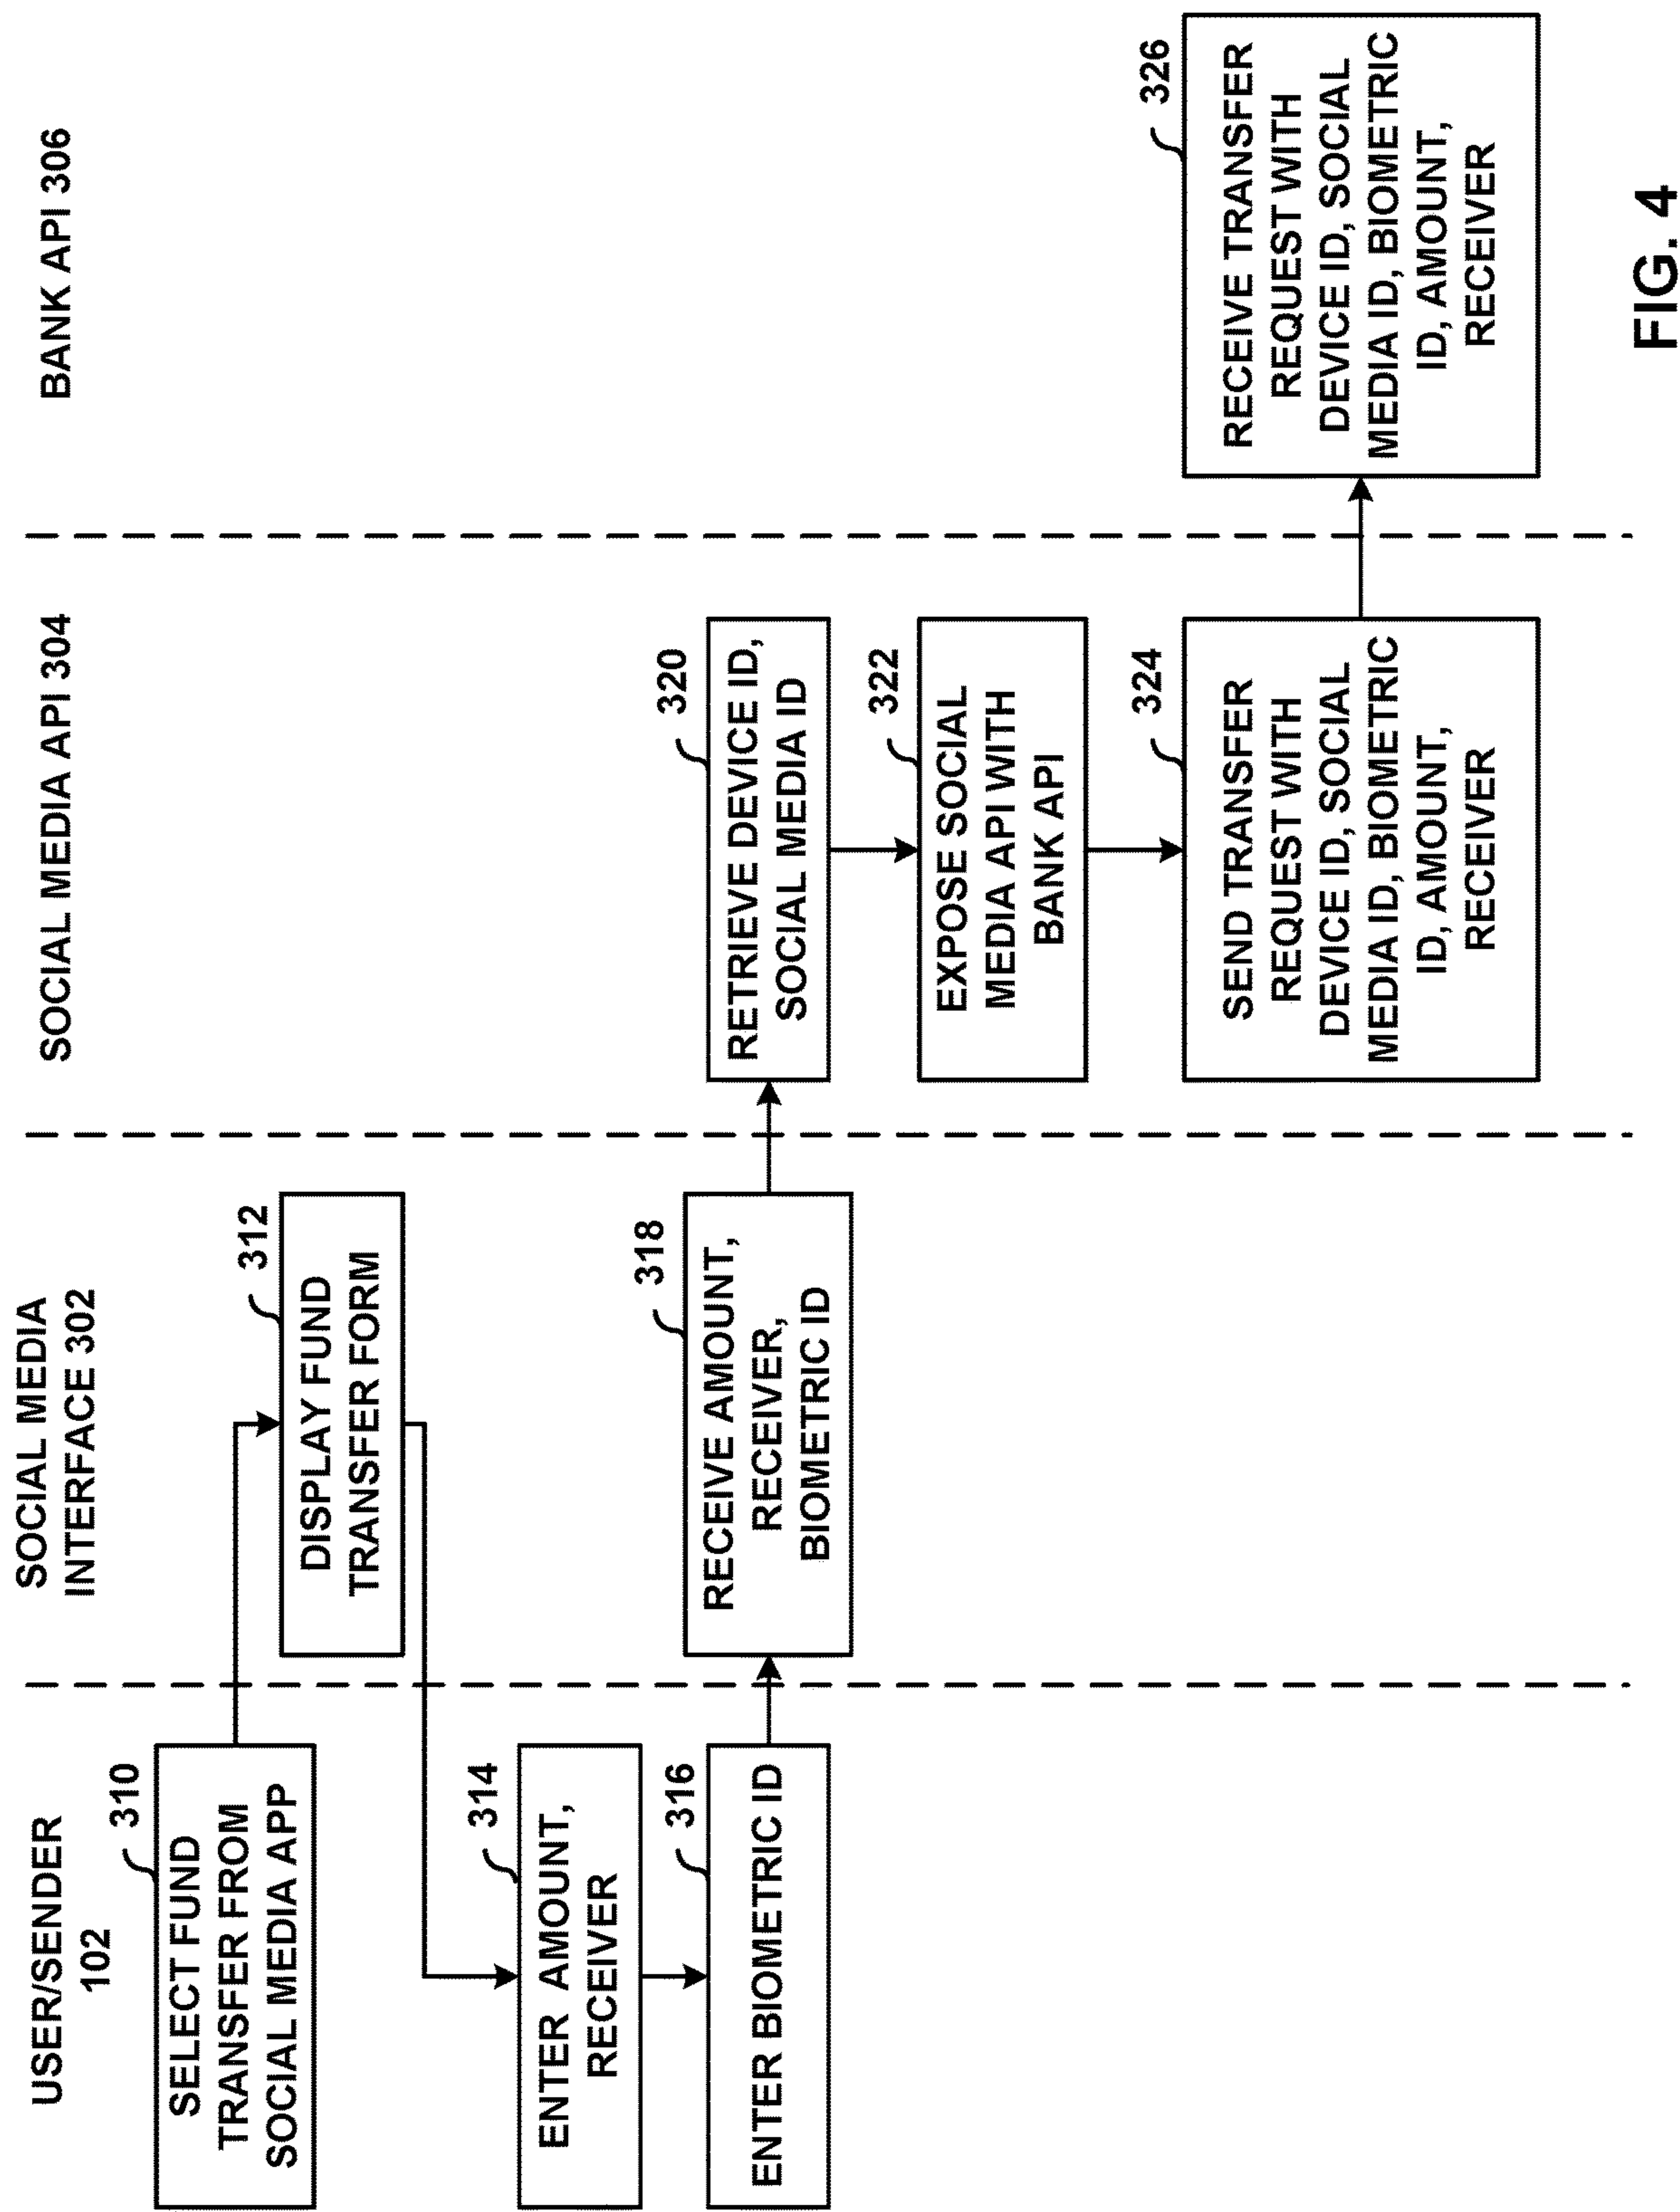 USER/SENDER
102
SOCIAL MEDIA
INTERFACE 302
SOCIAL MEDIA API 304
BANK API 306
310
SELECT FUND
TRANSFER FROM
SOCIAL MEDIA APP
312
DISPLAY FUND
TRANSFER FORM
314
ENTER AMOUNT,
RECEIVER
316
ENTER BIOMETRIC ID
318
RECEIVE AMOUNT,
RECEIVER,
BIOMETRIC ID
320
RETRIEVE DEVICE ID,
SOCIAL MEDIA ID
322
EXPOSE SOCIAL
MEDIA API WITH
BANK API
324
SEND TRANSFER
REQUEST WITH
DEVICE ID, SOCIAL
MEDIA ID, BIOMETRIC
ID, AMOUNT,
RECEIVER
326
RECEIVE TRANSFER
REQUEST WITH
DEVICE ID, SOCIAL
MEDIA ID, BIOMETRIC
ID, AMOUNT,
RECEIVER
FIG. 4